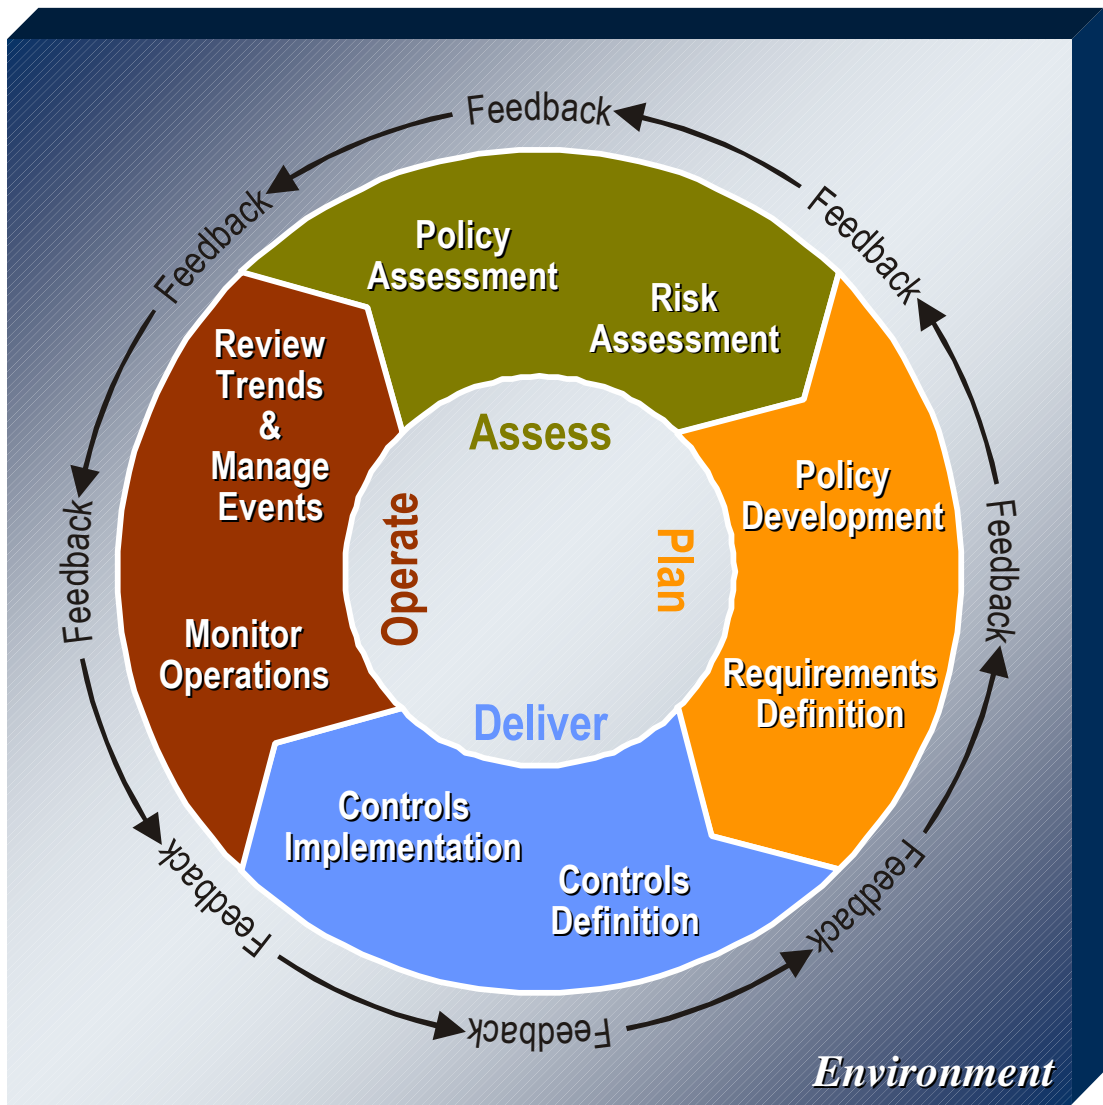 Feedback
Feedback
Feedback
Feedback
Feedback
Feedback
Feedback
Feedback
Policy
Assessment
Risk
Assessment
Assess
Policy
Development
Requirements
Definition
Plan
Controls
Definition
Controls
Implementation
Deliver
Monitor
Operations
Review
Trends
&
Manage
Events
Operate
Environment